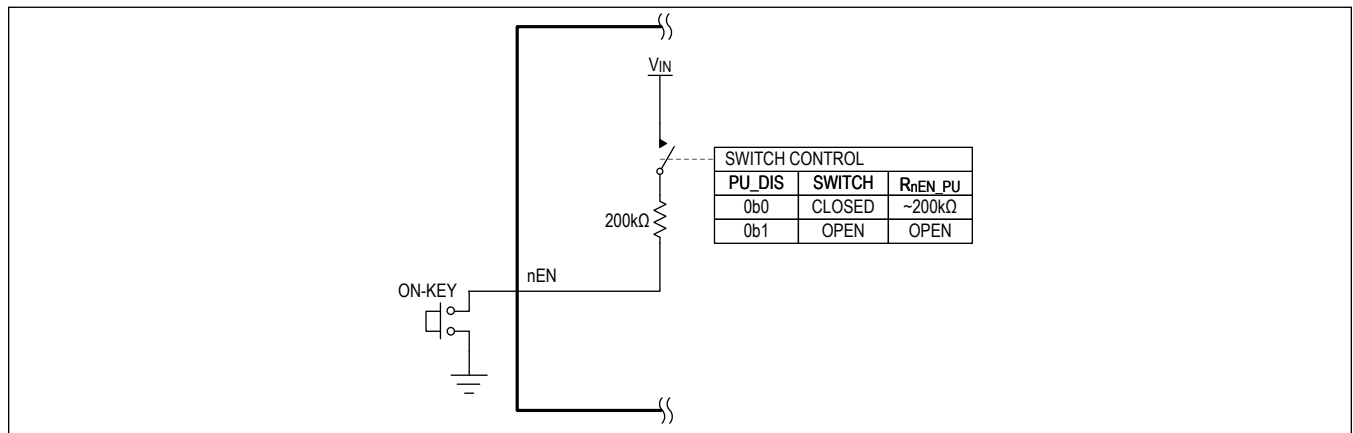 VIN
SWITCH CONTROL
PU_DIS SWITCH RnEN_PU
0b0 CLOSED ~200kΩ
0b1 OPEN OPEN
200kΩ
nEN
ON-KEY